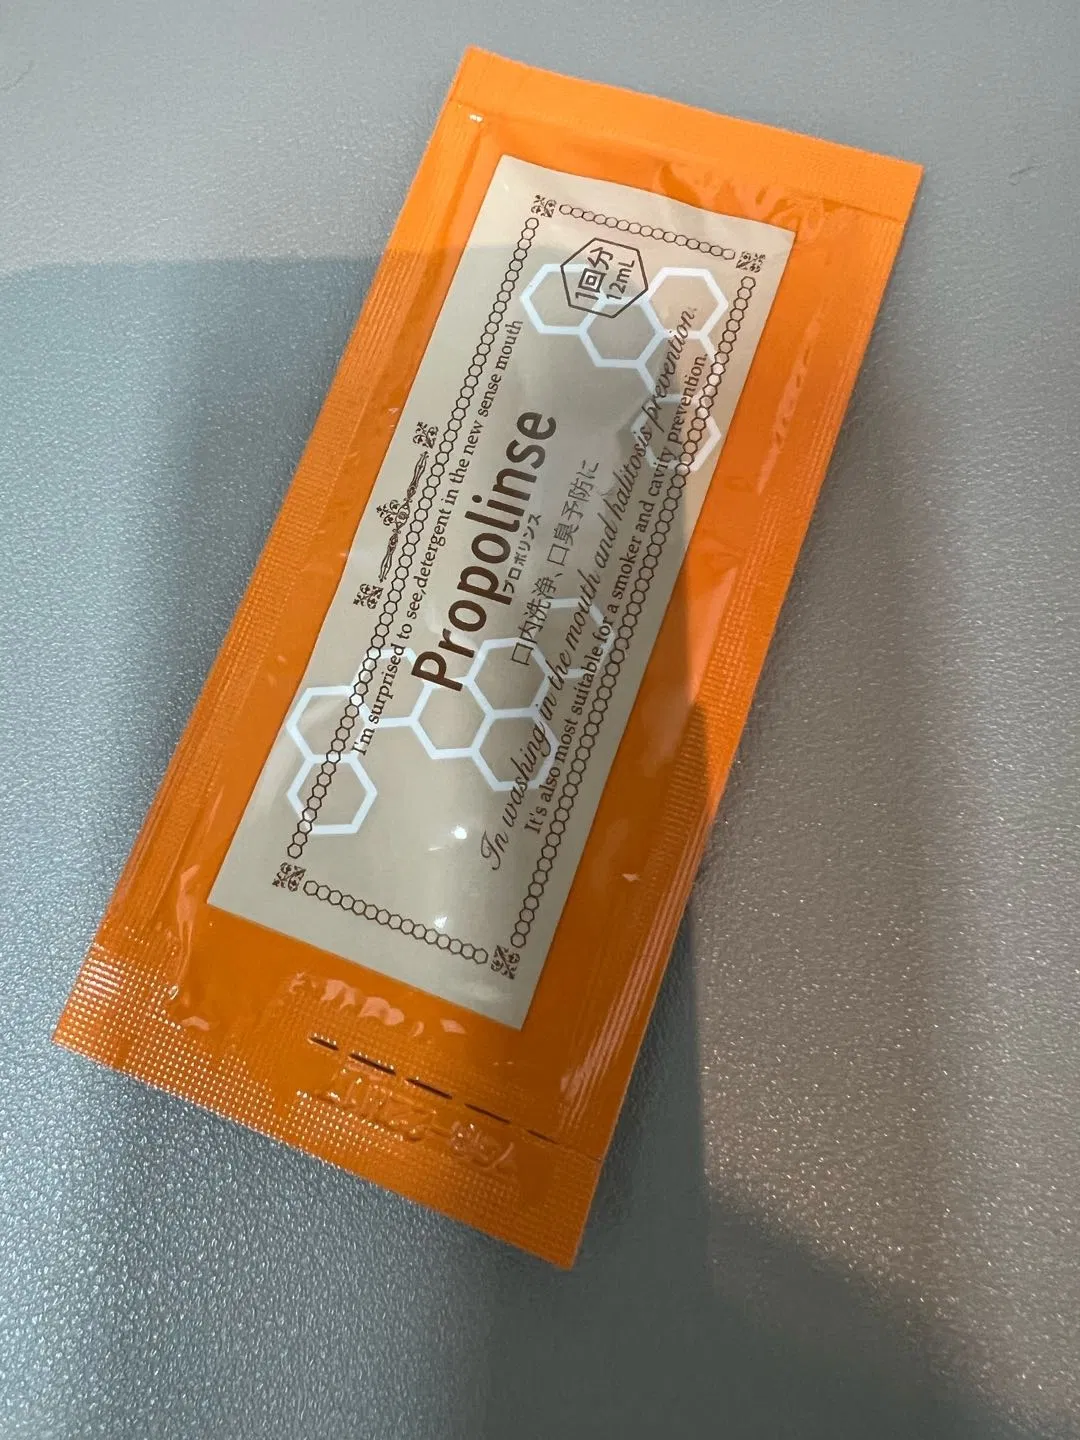 1回分
12mL
I'm surprised to see,detergent in the new sense mouth
Propolinse
プロポリンス
口内洗浄、口臭予防に
In washing in the mouth and halitosis prevention.
It's also most suitable for a smoker and cavity prevention.